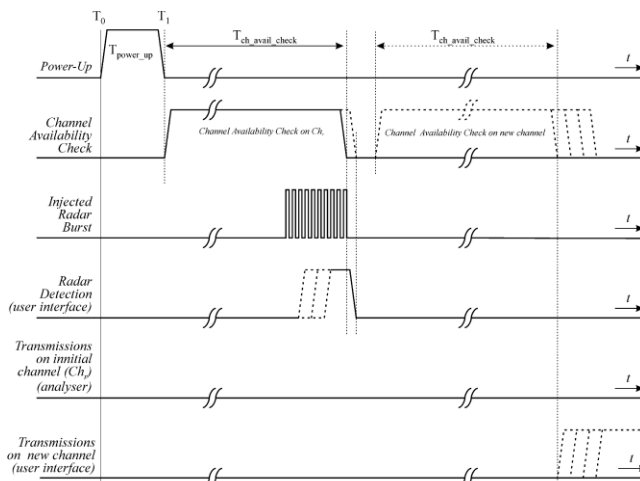 T0 T1
Tpower_up
Tch_avail_check
Tch_avail_check
Power-Up
t
Channel
Availability
Check
Channel Availability Check on Chr
Channel Availability Check on new channel
t
Injected
Radar
Burst
t
Radar
Detection
(user interface)
t
Transmissions
on innitial
channel (Chr)
(analyser)
t
Transmissions
on new channel
(user interface)
t